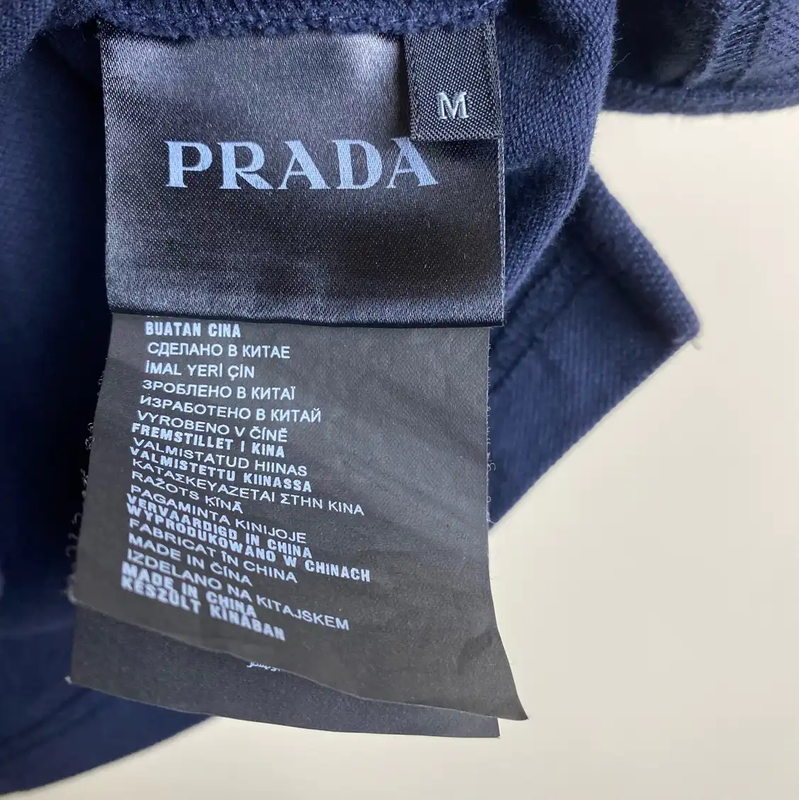 M
PRADA
BUATAN CINA
СДЕЛАНО В КИТАЕ
İMAL YERİ ÇİN
ЗРОБЛЕНО В КИТАЇ
ИЗРАБОТЕНО В КИТАЙ
VYROBENO V ČÍNĚ
FREMSTILLET I KINA
VALMISTATUD HIINAS
VALMISTETTU KIINASSA
ΚΑΤΑΣΚΕΥΑΖΕΤΑΙ ΣΤΗΝ ΚΙΝΑ
RAŽOTS ĶĪNĀ
PAGAMINTA KINIJOJE
VERVAARDIGD IN CHINA
WYPRODUKOWANO W CHINACH
FABRICAT ÎN CHINA
MADE IN ČÍNA
IZDELANO NA KITAJSKEM
MADE IN CHINA
KÉSZÜLT KÍNÁBAN